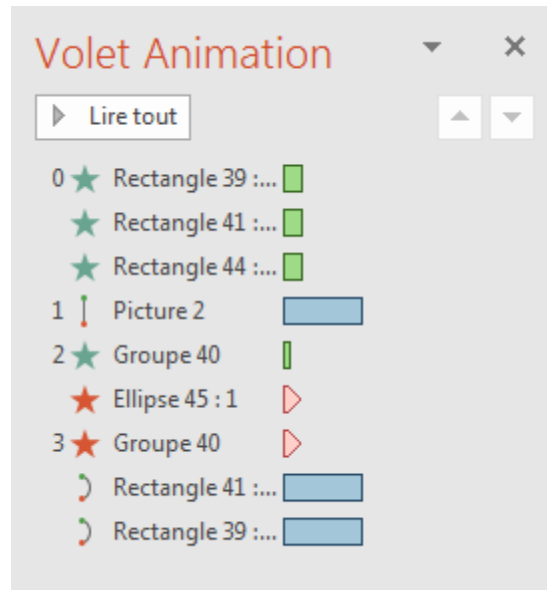 Volet Animation
Lire tout
0 Rectangle 39 :...
Rectangle 41 :...
Rectangle 44 :...
1 Picture 2
2 Groupe 40
Ellipse 45 : 1
3 Groupe 40
Rectangle 41 :...
Rectangle 39 :...